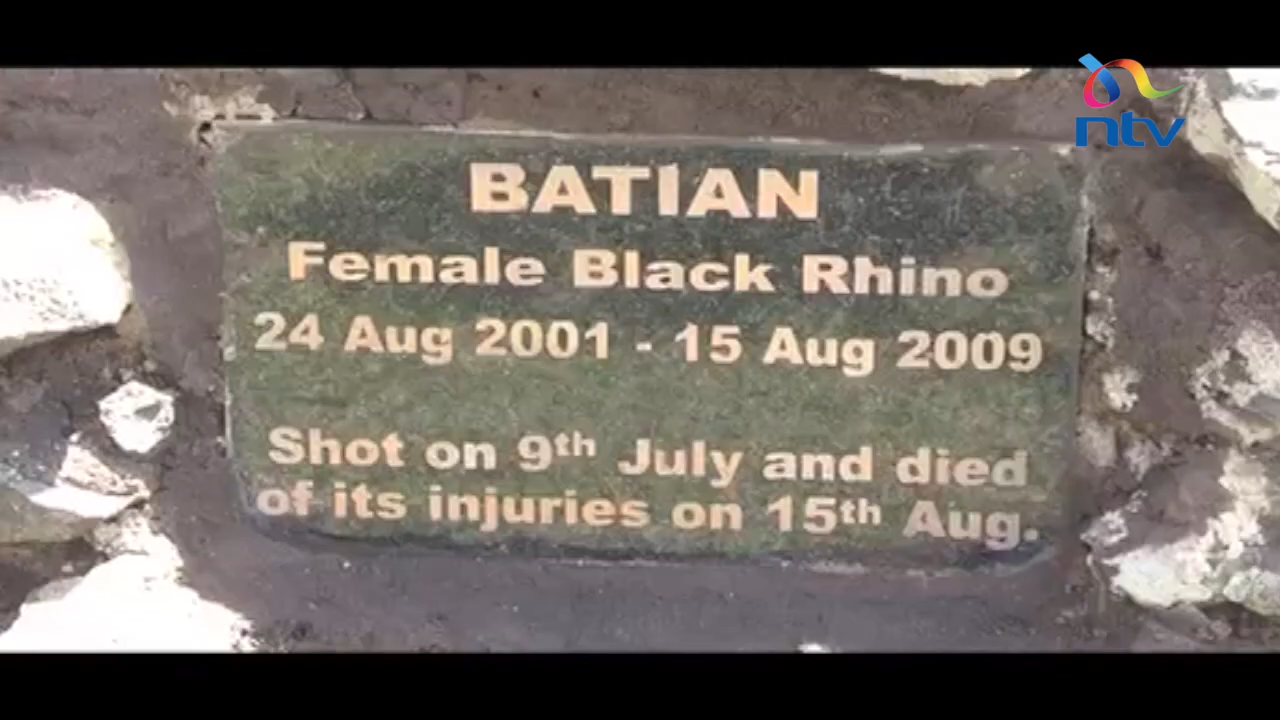 ntv
BATIAN
Female Black Rhino
24 Aug 2001 - 15 Aug 2009
Shot on 9th July and died
of its injuries on 15th Aug.